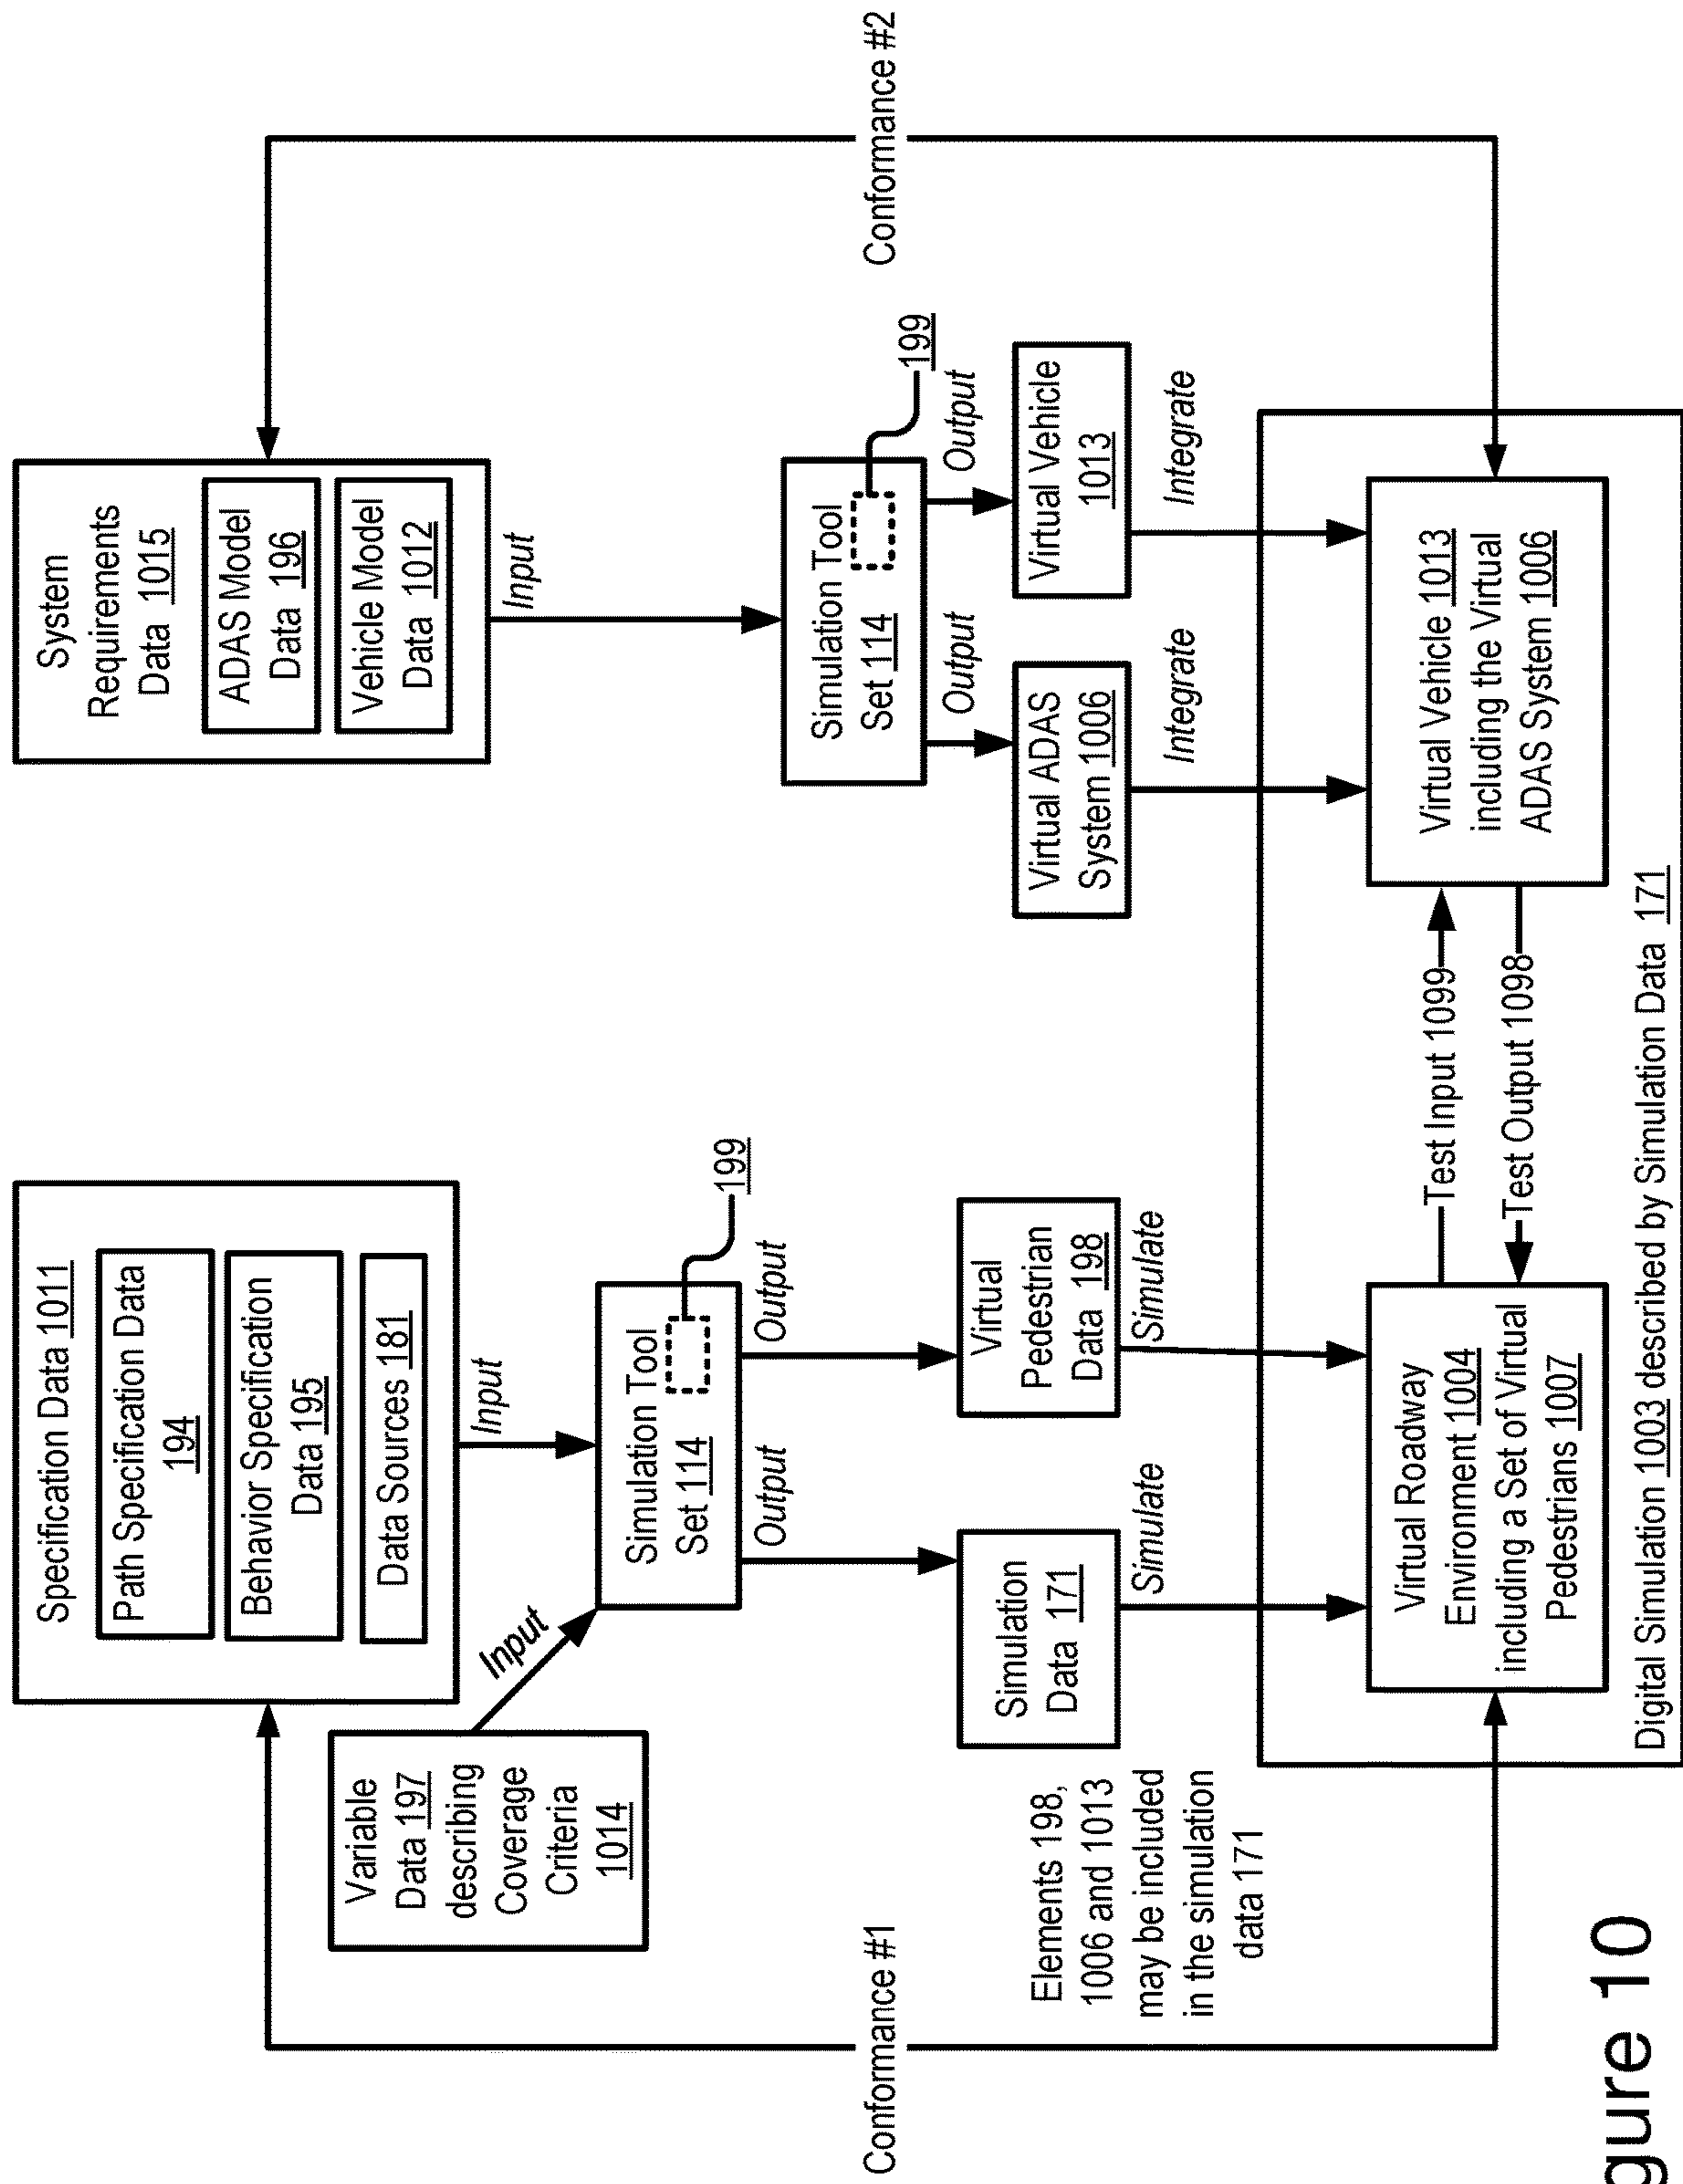 Specification Data 1011
Path Specification Data
194
Behavior Specification
Data 195
Data Sources 181
System
Requirements
Data 1015
ADAS Model
Data 196
Vehicle Model
Data 1012
Variable
Data 197
describing
Coverage
Criteria
1014
Input
Input
Input
Simulation Tool
Set 114
199
Simulation Tool
Set 114
199
Output
Output
Output
Output
Conformance #1
Conformance #2
Simulation
Data 171
Virtual
Pedestrian
Data 198
Virtual ADAS
System 1006
Virtual Vehicle
1013
Elements 198,
1006 and 1013
may be included
in the simulation
data 171
Simulate
Simulate
Integrate
Integrate
Virtual Roadway
Environment 1004
including a Set of Virtual
Pedestrians 1007
Test Input 1099
Test Output 1098
Virtual Vehicle 1013
including the Virtual
ADAS System 1006
Digital Simulation 1003 described by Simulation Data 171
gure 10